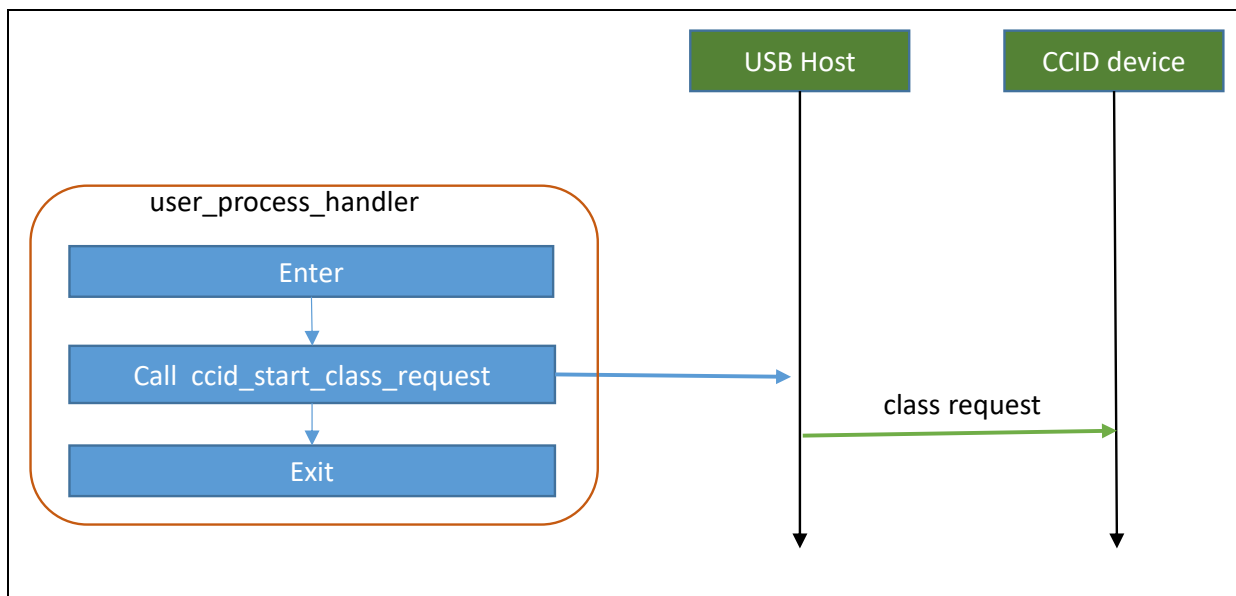 USB Host
CCID device
user_process_handler
Enter
Call ccid_start_class_request
class request
Exit